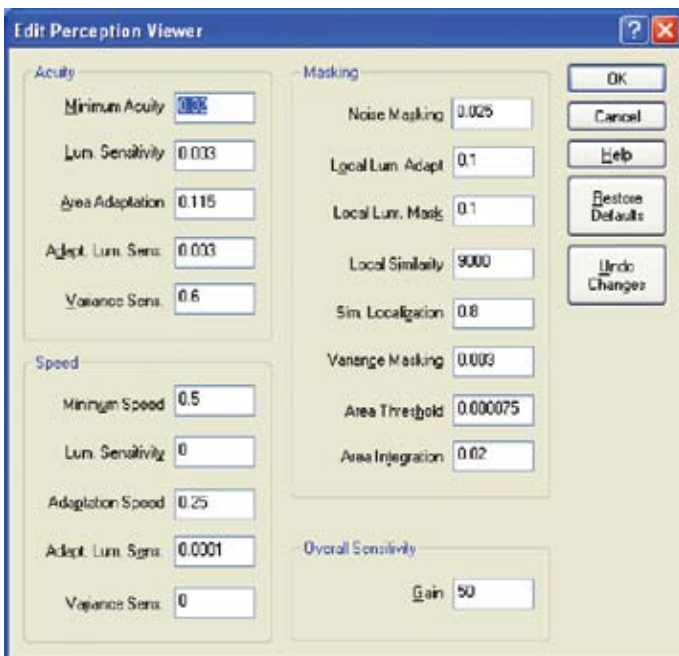 Edit Perception Viewer
Acuity
Minimum Acuity 0.02
Lum. Sensitivity 0.003
Area Adaptation 0.115
Adapt. Lum. Sens. 0.003
Variance Sens. 0.6
Speed
Minimum Speed 0.5
Lum. Sensitivity 0
Adaptation Speed 0.25
Adapt. Lum. Sens. 0.0001
Variance Sens. 0
Masking
Noise Masking 0.025
Local Lum. Adapt 0.1
Local Lum. Mask 0.1
Local Similarity 9000
Sim. Localization 0.8
Variance Masking 0.003
Area Threshold 0.000075
Area Integration 0.02
Overall Sensitivity
Gain 50
OK
Cancel
Help
Restore
Defaults
Undo
Changes